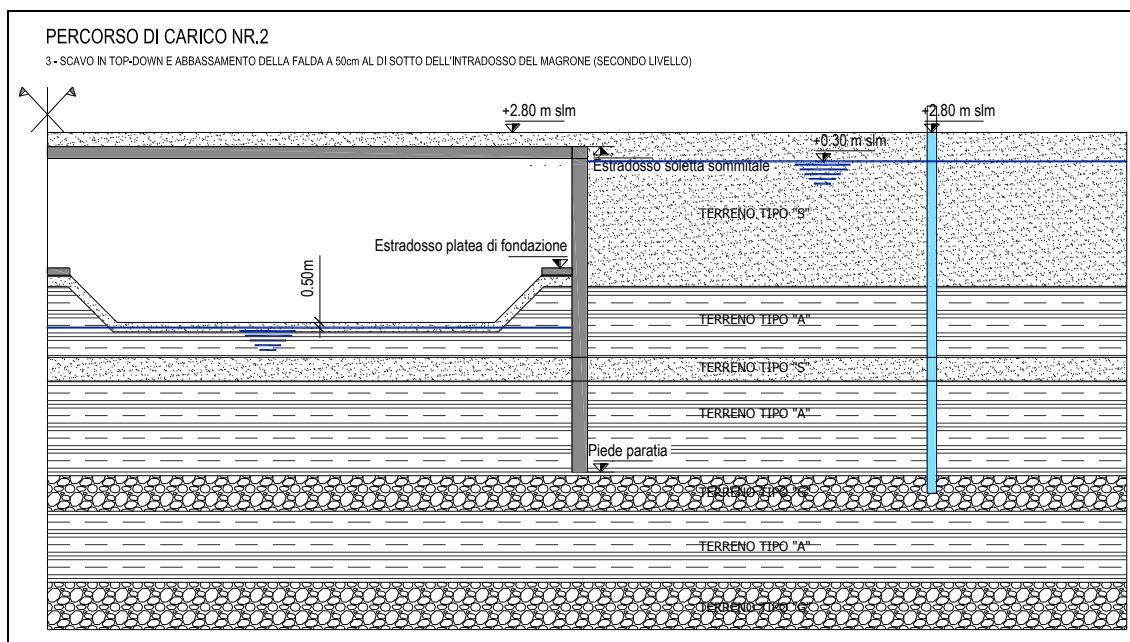 PERCORSO DI CARICO NR.2
3 - SCAVO IN TOP-DOWN E ABBASSAMENTO DELLA FALDA A 50cm AL DI SOTTO DELL'INTRADOSSO DEL MAGRONE (SECONDO LIVELLO)
+2.80 m slm
+2.80 m slm
+0.30 m slm
Estradosso soletta sommitale
TERRENO TIPO "S"
Estradosso platea di fondazione
0.50m
TERRENO TIPO "A"
TERRENO TIPO "S"
TERRENO TIPO "A"
Piede paratia
TERRENO TIPO "G"
TERRENO TIPO "A"
TERRENO TIPO "G"